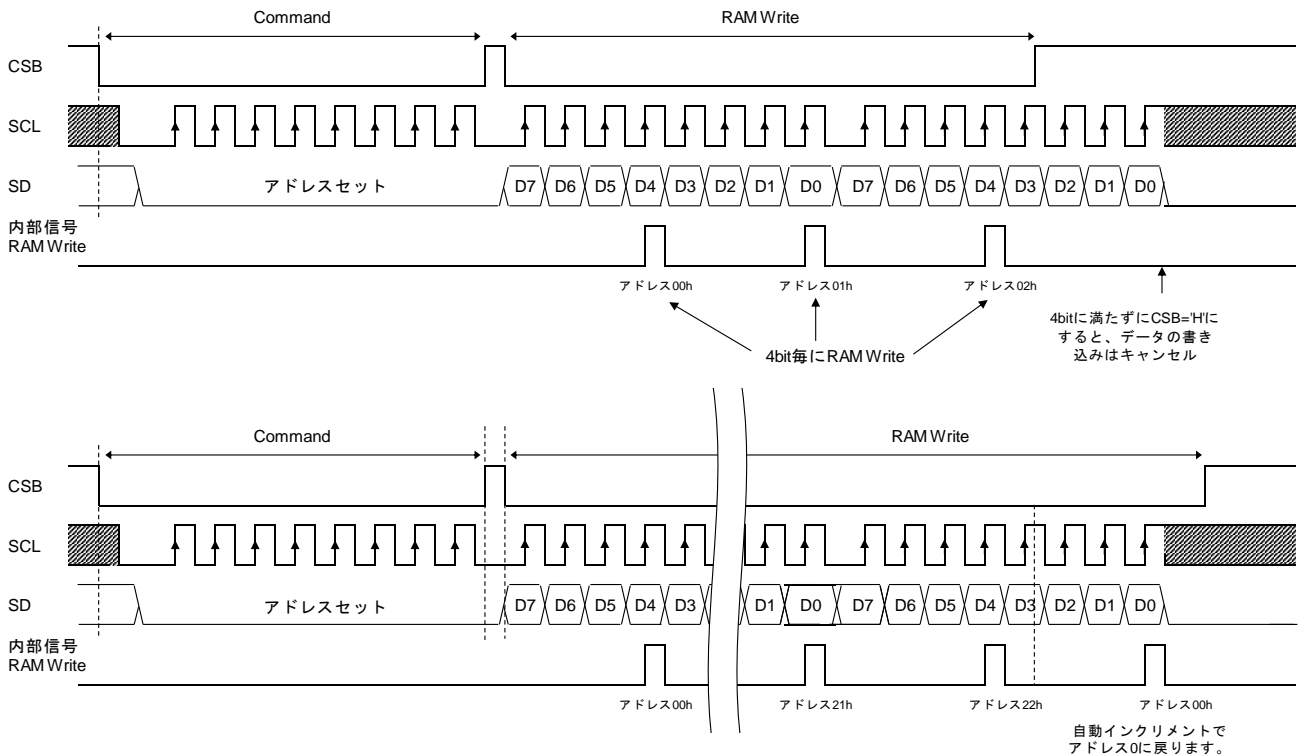 Command
RAM Write
CSB
SCL
SD
アドレスセット
D7 D6 D5 D4 D3 D2 D1 D0 D7 D6 D5 D4 D3 D2 D1 D0
内部信号
RAM Write
アドレス00h
アドレス01h
アドレス02h
4bit毎にRAM Write
4bitに満たずにCSB='H'に
すると、データの書き
込みはキャンセル
Command
RAM Write
CSB
SCL
SD
アドレスセット
D7 D6 D5 D4 D3 D1 D0 D7 D6 D5 D4 D3 D2 D1 D0
内部信号
RAM Write
アドレス00h
アドレス21h
アドレス22h
アドレス00h
自動インクリメントで
アドレス0に戻ります。